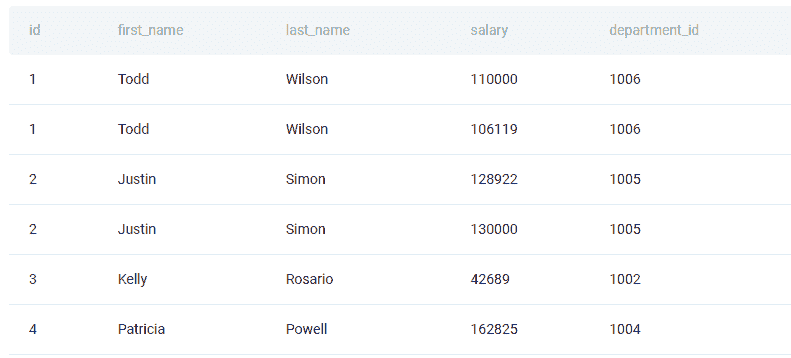 id first_name last_name salary department_id
1 Todd Wilson 110000 1006
1 Todd Wilson 106119 1006
2 Justin Simon 128922 1005
2 Justin Simon 130000 1005
3 Kelly Rosario 42689 1002
4 Patricia Powell 162825 1004